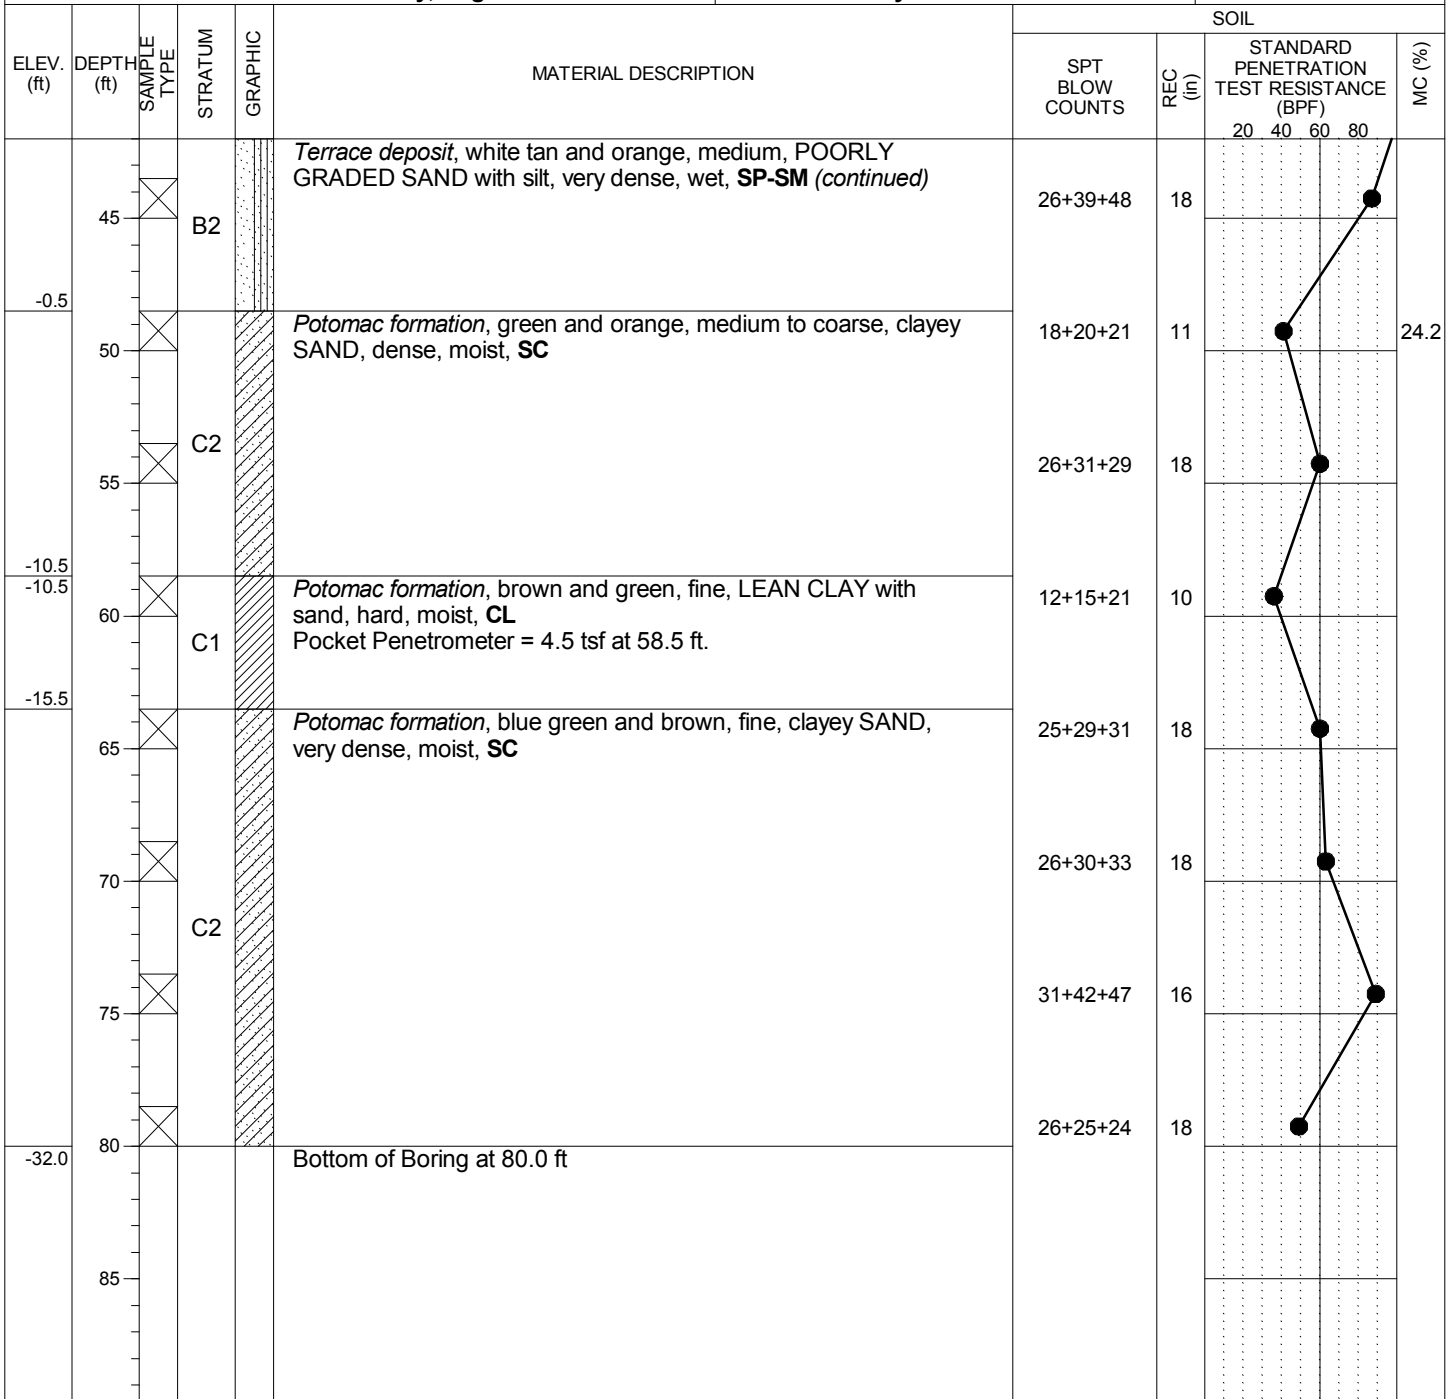 SOIL
ELEV. (ft)
DEPTH (ft)
SAMPLE TYPE
STRATUM
GRAPHIC
MATERIAL DESCRIPTION
SPT BLOW COUNTS
REC (in)
STANDARD PENETRATION TEST RESISTANCE (BPF)
20 40 60 80
MC (%)
Terrace deposit, white tan and orange, medium, POORLY
GRADED SAND with silt, very dense, wet, SP-SM (continued)
26+39+48 18
45
B2
-0.5
Potomac formation, green and orange, medium to coarse, clayey
SAND, dense, moist, SC
18+20+21 11 24.2
50
C2
26+31+29 18
55
-10.5
-10.5
Potomac formation, brown and green, fine, LEAN CLAY with
sand, hard, moist, CL
Pocket Penetrometer = 4.5 tsf at 58.5 ft.
12+15+21 10
60
C1
-15.5
Potomac formation, blue green and brown, fine, clayey SAND,
very dense, moist, SC
25+29+31 18
65
26+30+33 18
70
C2
31+42+47 16
75
26+25+24 18
80
-32.0
Bottom of Boring at 80.0 ft
85